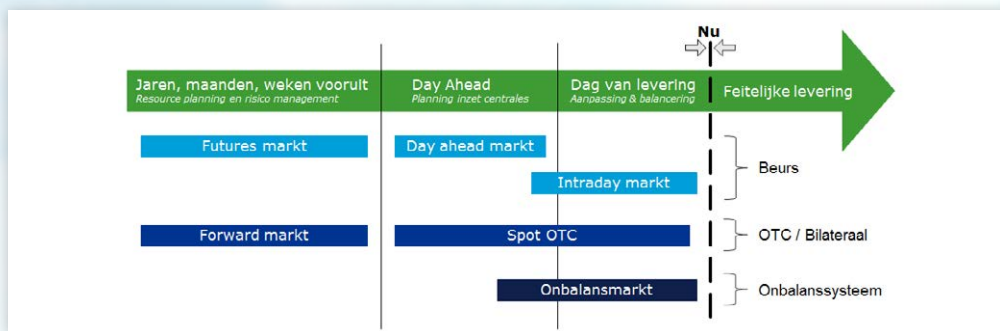 Nu
Jaren, maanden, weken vooruit
Resource planning en risico management
Day Ahead
Planning inzet centrales
Dag van levering
Aanpassing & balancering
Feitelijke levering
Futures markt
Day ahead markt
Intraday markt
Beurs
Forward markt
Spot OTC
OTC / Bilateraal
Onbalansmarkt
Onbalanssysteem